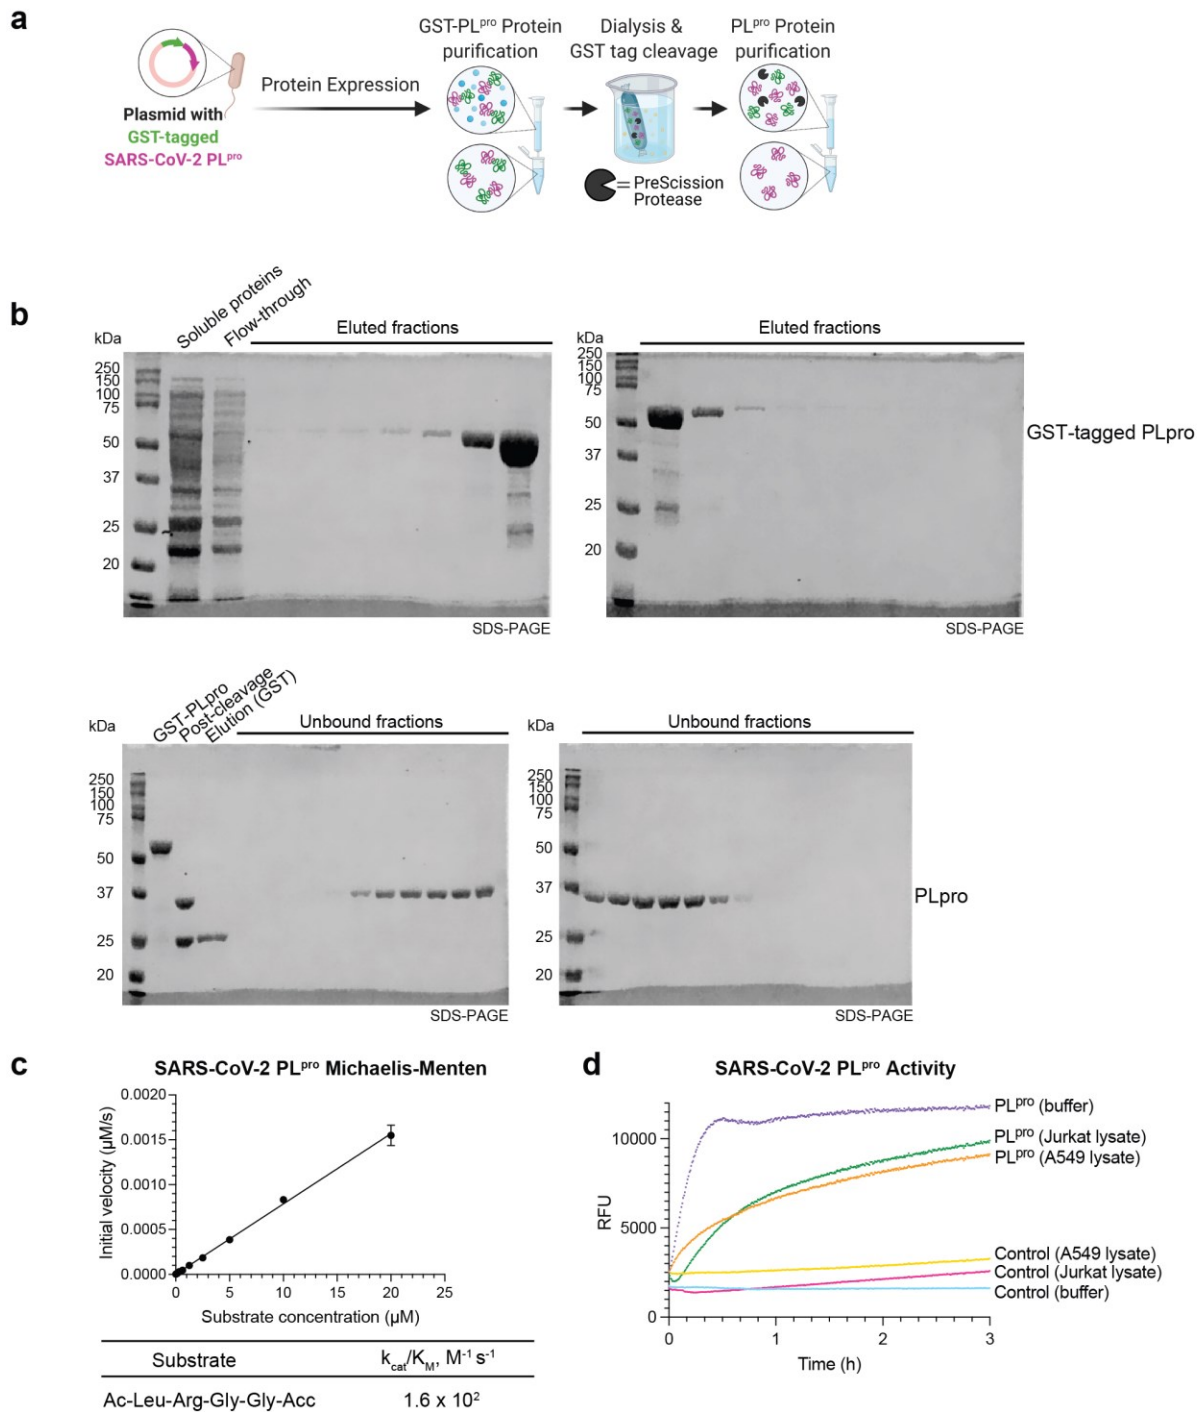 a
GST-PLpro Protein
purification
Dialysis &
GST tag cleavage
PLpro Protein
purification
Protein Expression
Plasmid with
GST-tagged
SARS-CoV-2 PLpro
= PreScission
Protease
b
kDa
Soluble proteins
Flow-through
Eluted fractions
250
150
100
75
50
37
25
20
SDS-PAGE
kDa
Eluted fractions
250
150
100
75
50
37
25
20
GST-tagged PLpro
SDS-PAGE
kDa
GST-PLpro
Post-cleavage
Elution (GST)
Unbound fractions
250
150
100
75
50
37
25
20
SDS-PAGE
kDa
Unbound fractions
250
150
100
75
50
37
25
20
PLpro
SDS-PAGE
c
SARS-CoV-2 PLpro Michaelis-Menten
Initial velocity (µM/s)
0.0020
0.0015
0.0010
0.0005
0.0000
0 5 10 15 20 25
Substrate concentration (µM)
Substrate kcat/KM, M-1 s-1
Ac-Leu-Arg-Gly-Gly-Acc 1.6 x 102
d
SARS-CoV-2 PLpro Activity
RFU
10000
5000
0
0 1 2 3
Time (h)
PLpro (buffer)
PLpro (Jurkat lysate)
PLpro (A549 lysate)
Control (A549 lysate)
Control (Jurkat lysate)
Control (buffer)